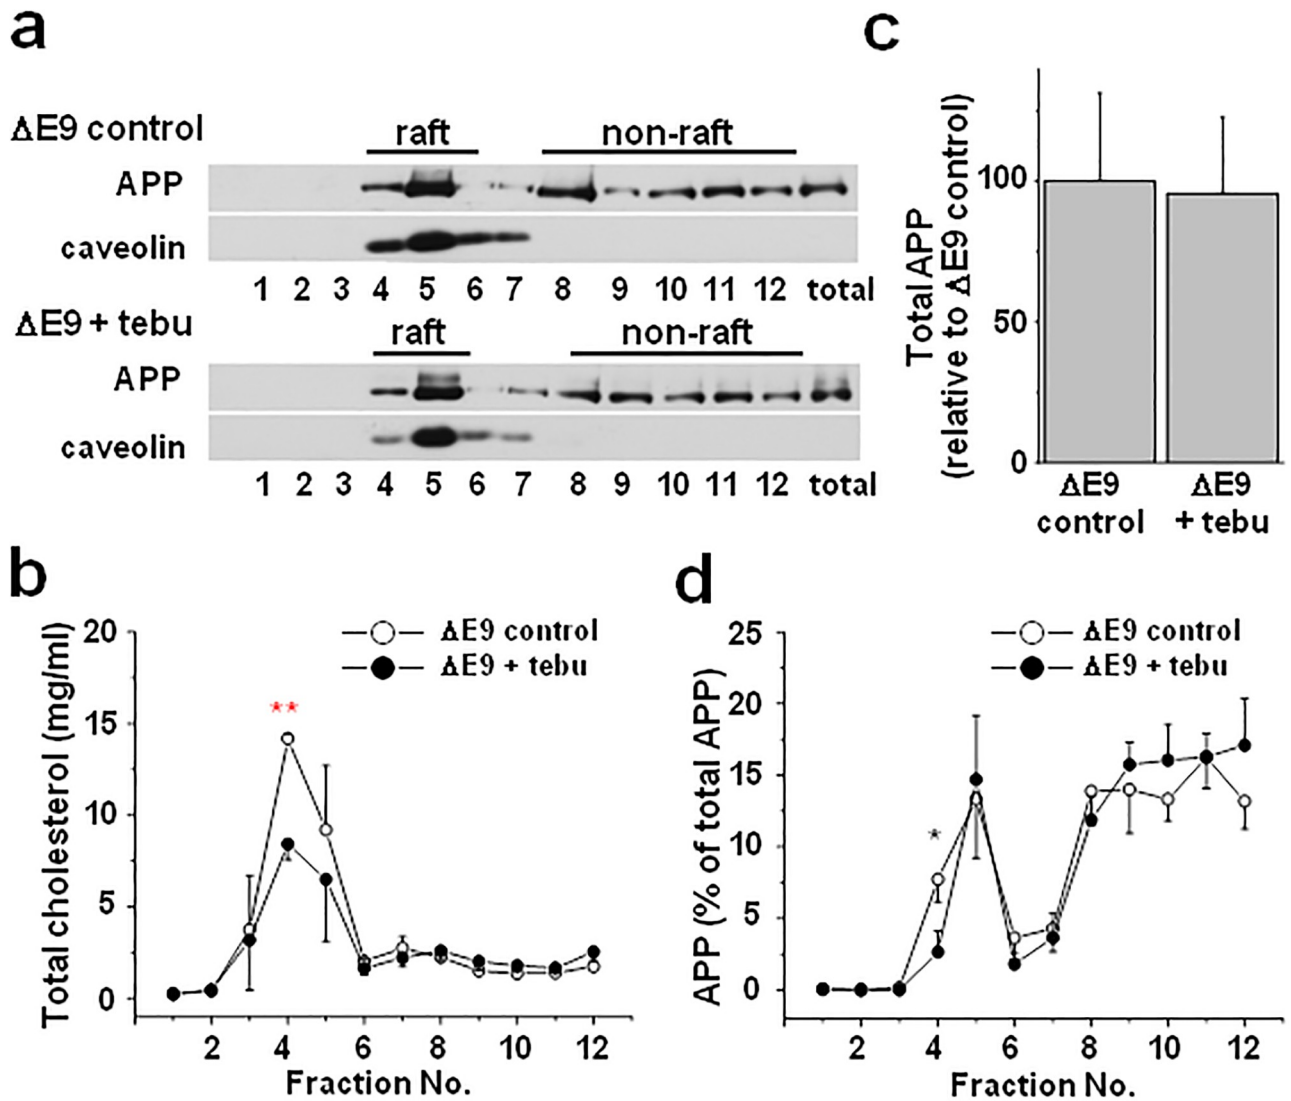 a
ΔE9 control
raft non-raft
APP
caveolin
1 2 3 4 5 6 7 8 9 10 11 12 total
ΔE9 + tebu
raft non-raft
APP
caveolin
1 2 3 4 5 6 7 8 9 10 11 12 total
c
Total APP
(relative to ΔE9 control)
100
50
0
ΔE9 control
ΔE9 + tebu
b
Total cholesterol (mg/ml)
20
15
10
5
0
ΔE9 control
ΔE9 + tebu
**
2 4 6 8 10 12
Fraction No.
d
APP (% of total APP)
25
20
15
10
5
0
ΔE9 control
ΔE9 + tebu
*
2 4 6 8 10 12
Fraction No.